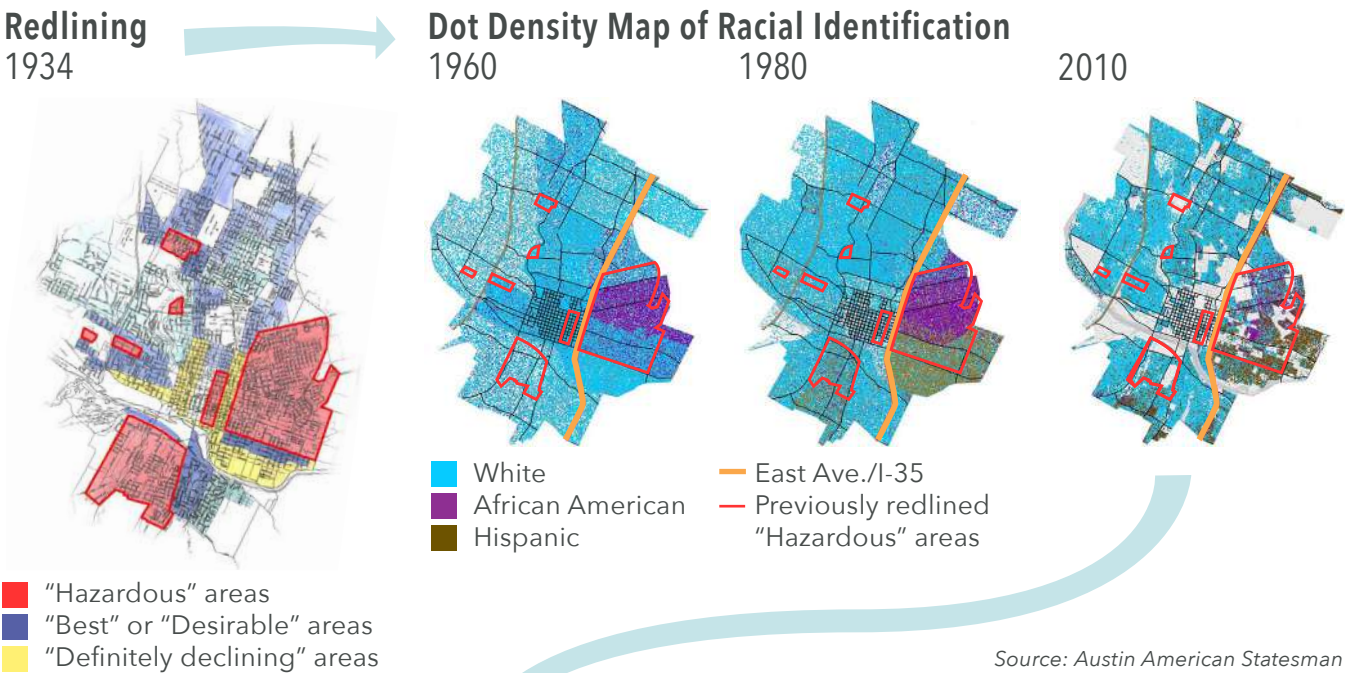 Redlining
1934
Dot Density Map of Racial Identification
1960
1980
2010
White
African American
Hispanic
East Ave./I-35
Previously redlined
“Hazardous” areas
“Hazardous” areas
“Best” or “Desirable” areas
“Definitely declining” areas
Source: Austin American Statesman